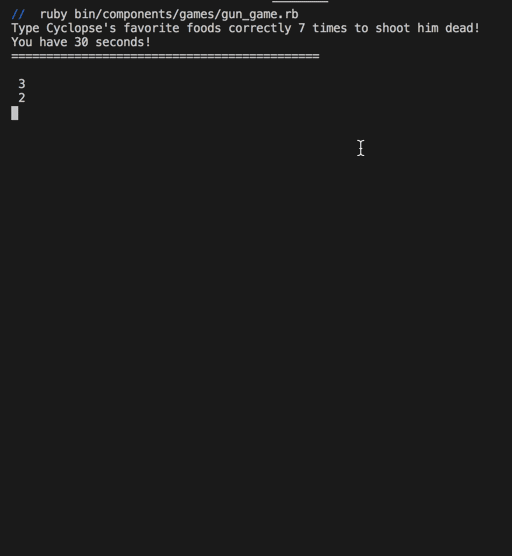 //  ruby bin/components/games/gun_game.rb
Type Cyclopse's favorite foods correctly 7 times to shoot him dead!
You have 30 seconds!
============================================
3
2